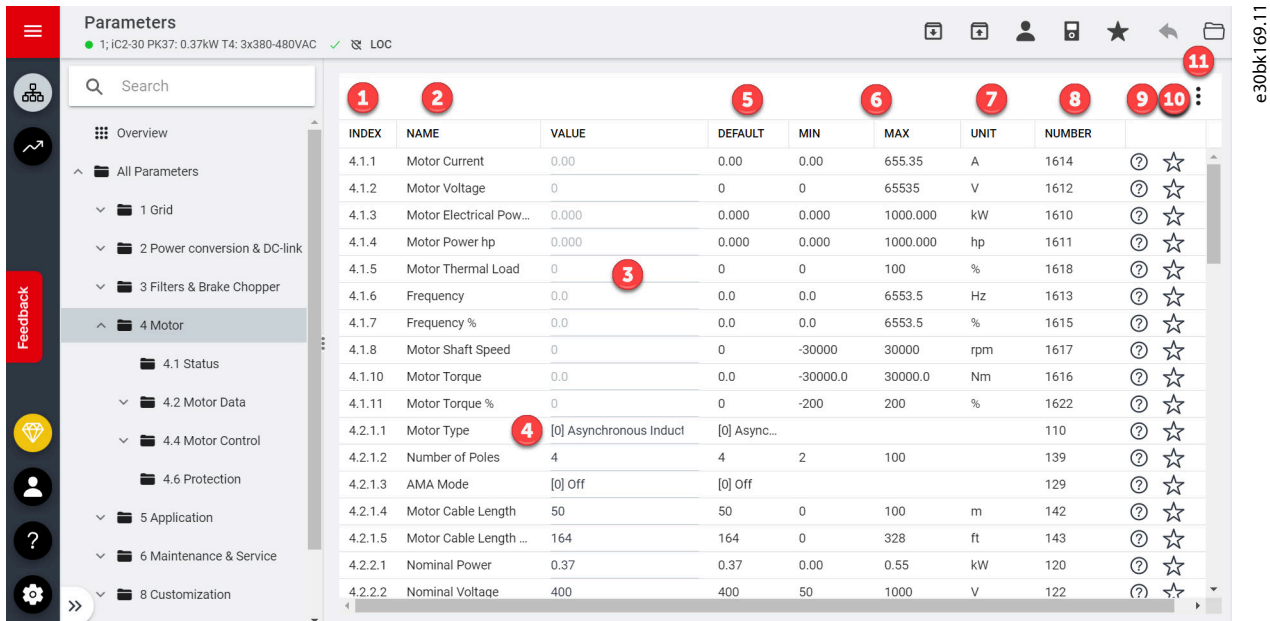 Parameters
1; iC2-30 PK37: 0.37kW T4: 3x380-480VAC LOC
Search
Overview
All Parameters
1 Grid
2 Power conversion & DC-link
3 Filters & Brake Chopper
4 Motor
4.1 Status
4.2 Motor Data
4.4 Motor Control
4.6 Protection
5 Application
6 Maintenance & Service
8 Customization
Feedback
?
11
1 2 5 6 7 8 9 10
INDEX NAME VALUE DEFAULT MIN MAX UNIT NUMBER
4.1.1 Motor Current 0.00 0.00 0.00 655.35 A 1614 ?
4.1.2 Motor Voltage 0 0 0 65535 V 1612 ?
4.1.3 Motor Electrical Pow... 0.000 0.000 0.000 1000.000 kW 1610 ?
4.1.4 Motor Power hp 0.000 0.000 0.000 1000.000 hp 1611 ?
4.1.5 Motor Thermal Load 0 3 0 0 100 % 1618 ?
4.1.6 Frequency 0.0 0.0 0.0 6553.5 Hz 1613 ?
4.1.7 Frequency % 0.0 0.0 0.0 6553.5 % 1615 ?
4.1.8 Motor Shaft Speed 0 0 -30000 30000 rpm 1617 ?
4.1.10 Motor Torque 0.0 0.0 -30000.0 30000.0 Nm 1616 ?
4.1.11 Motor Torque % 0 0 -200 200 % 1622 ?
4.2.1.1 Motor Type 4 [0] Asynchronous Induct [0] Async... 110 ?
4.2.1.2 Number of Poles 4 4 2 100 139 ?
4.2.1.3 AMA Mode [0] Off [0] Off 129 ?
4.2.1.4 Motor Cable Length 50 50 0 100 m 142 ?
4.2.1.5 Motor Cable Length ... 164 164 0 328 ft 143 ?
4.2.2.1 Nominal Power 0.37 0.37 0.00 0.55 kW 120 ?
4.2.2.2 Nominal Voltage 400 400 50 1000 V 122 ?
e30bk169.11